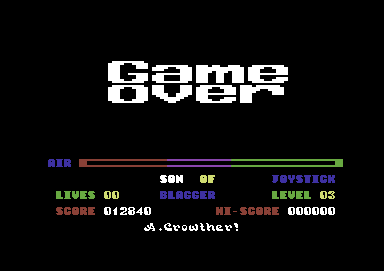 Game
over
AIR
SON OF JOYSTICK
LIVES 00 BLAGGER LEVEL 03
SCORE 012840 HI-SCORE 000000
A.Crowther!